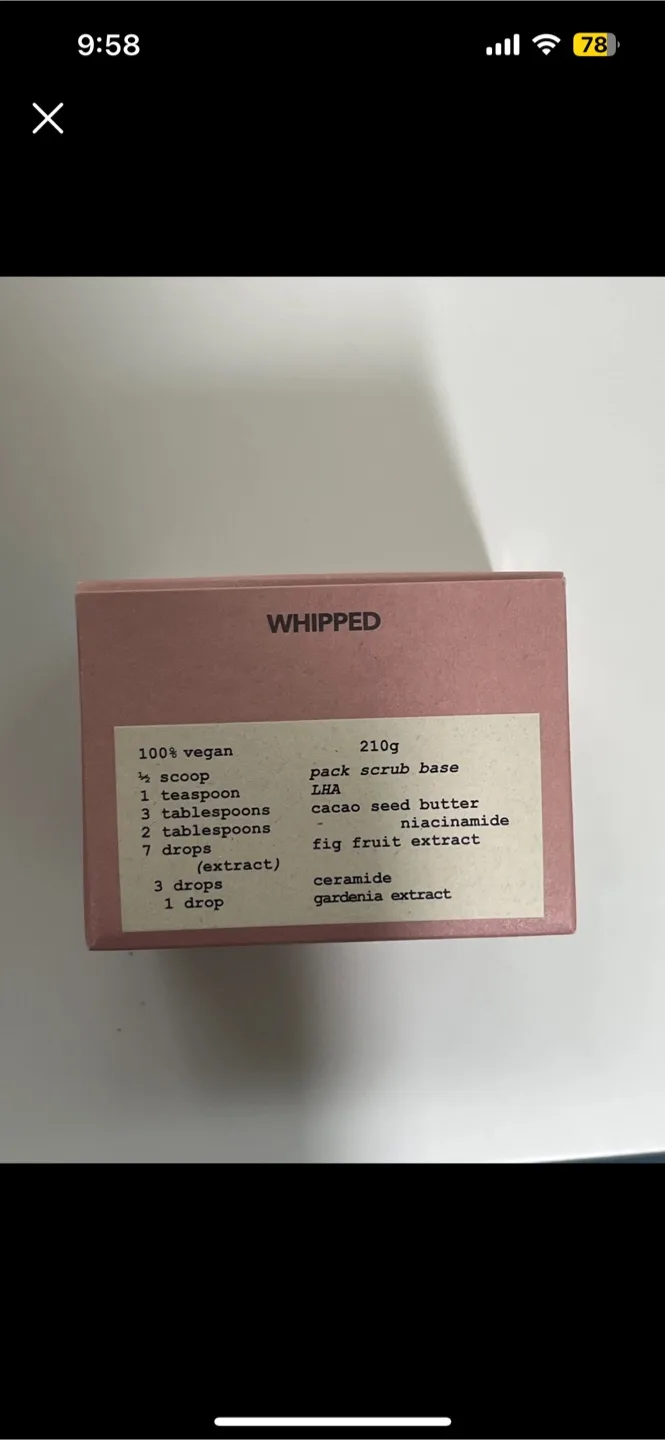 9:58
78
WHIPPED
100% vegan 210g
½ scoop pack scrub base
1 teaspoon LHA
3 tablespoons cacao seed butter
2 tablespoons - niacinamide
7 drops fig fruit extract
(extract)
3 drops ceramide
1 drop gardenia extract